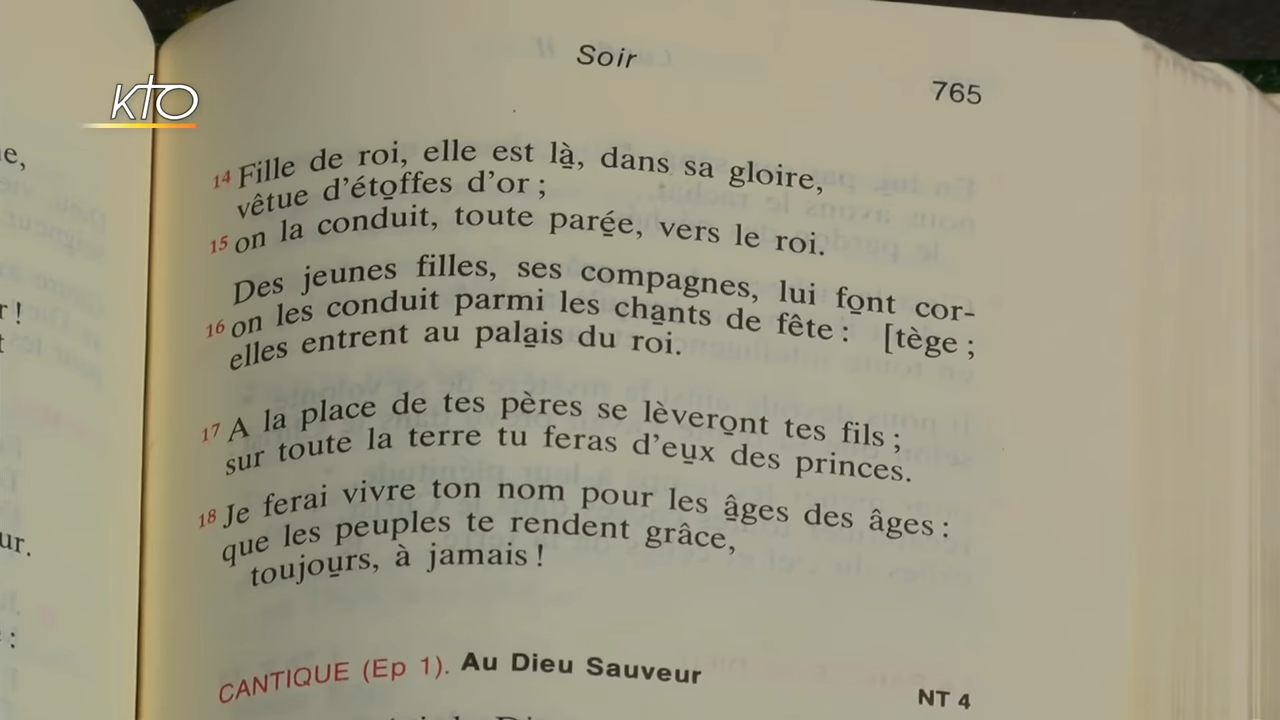 KTO
Soir
765
14 Fille de roi, elle est là, dans sa gloire,
vêtue d'étoffes d'or ;
15 on la conduit, toute parée, vers le roi.
Des jeunes filles, ses compagnes, lui font cor-
16 on les conduit parmi les chants de fête : [tège ;
elles entrent au palais du roi.
17 A la place de tes pères se lèveront tes fils ;
sur toute la terre tu feras d'eux des princes.
18 Je ferai vivre ton nom pour les âges des âges :
que les peuples te rendent grâce,
toujours, à jamais !
CANTIQUE (Ep 1). Au Dieu Sauveur
NT 4